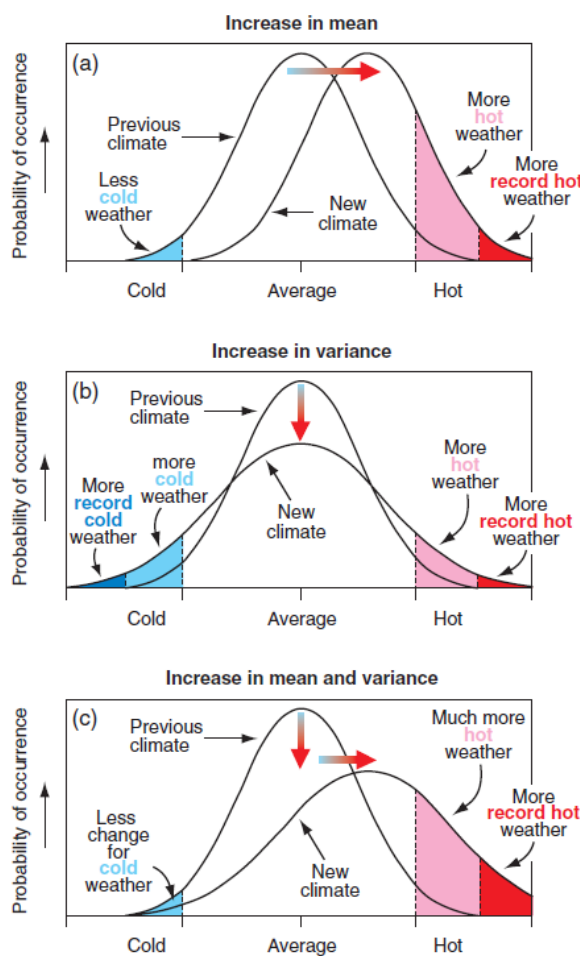 Increase in mean
(a)
Probability of occurrence
Previous
climate
Less
cold
weather
New
climate
More
hot
weather
More
record hot
weather
Cold
Average
Hot
Increase in variance
(b)
Probability of occurrence
Previous
climate
More
record
cold
weather
more
cold
weather
New
climate
More
hot
weather
More
record hot
weather
Cold
Average
Hot
Increase in mean and variance
(c)
Probability of occurrence
Previous
climate
Less
change
for
cold
weather
New
climate
Much more
hot
weather
More
record hot
weather
Cold
Average
Hot